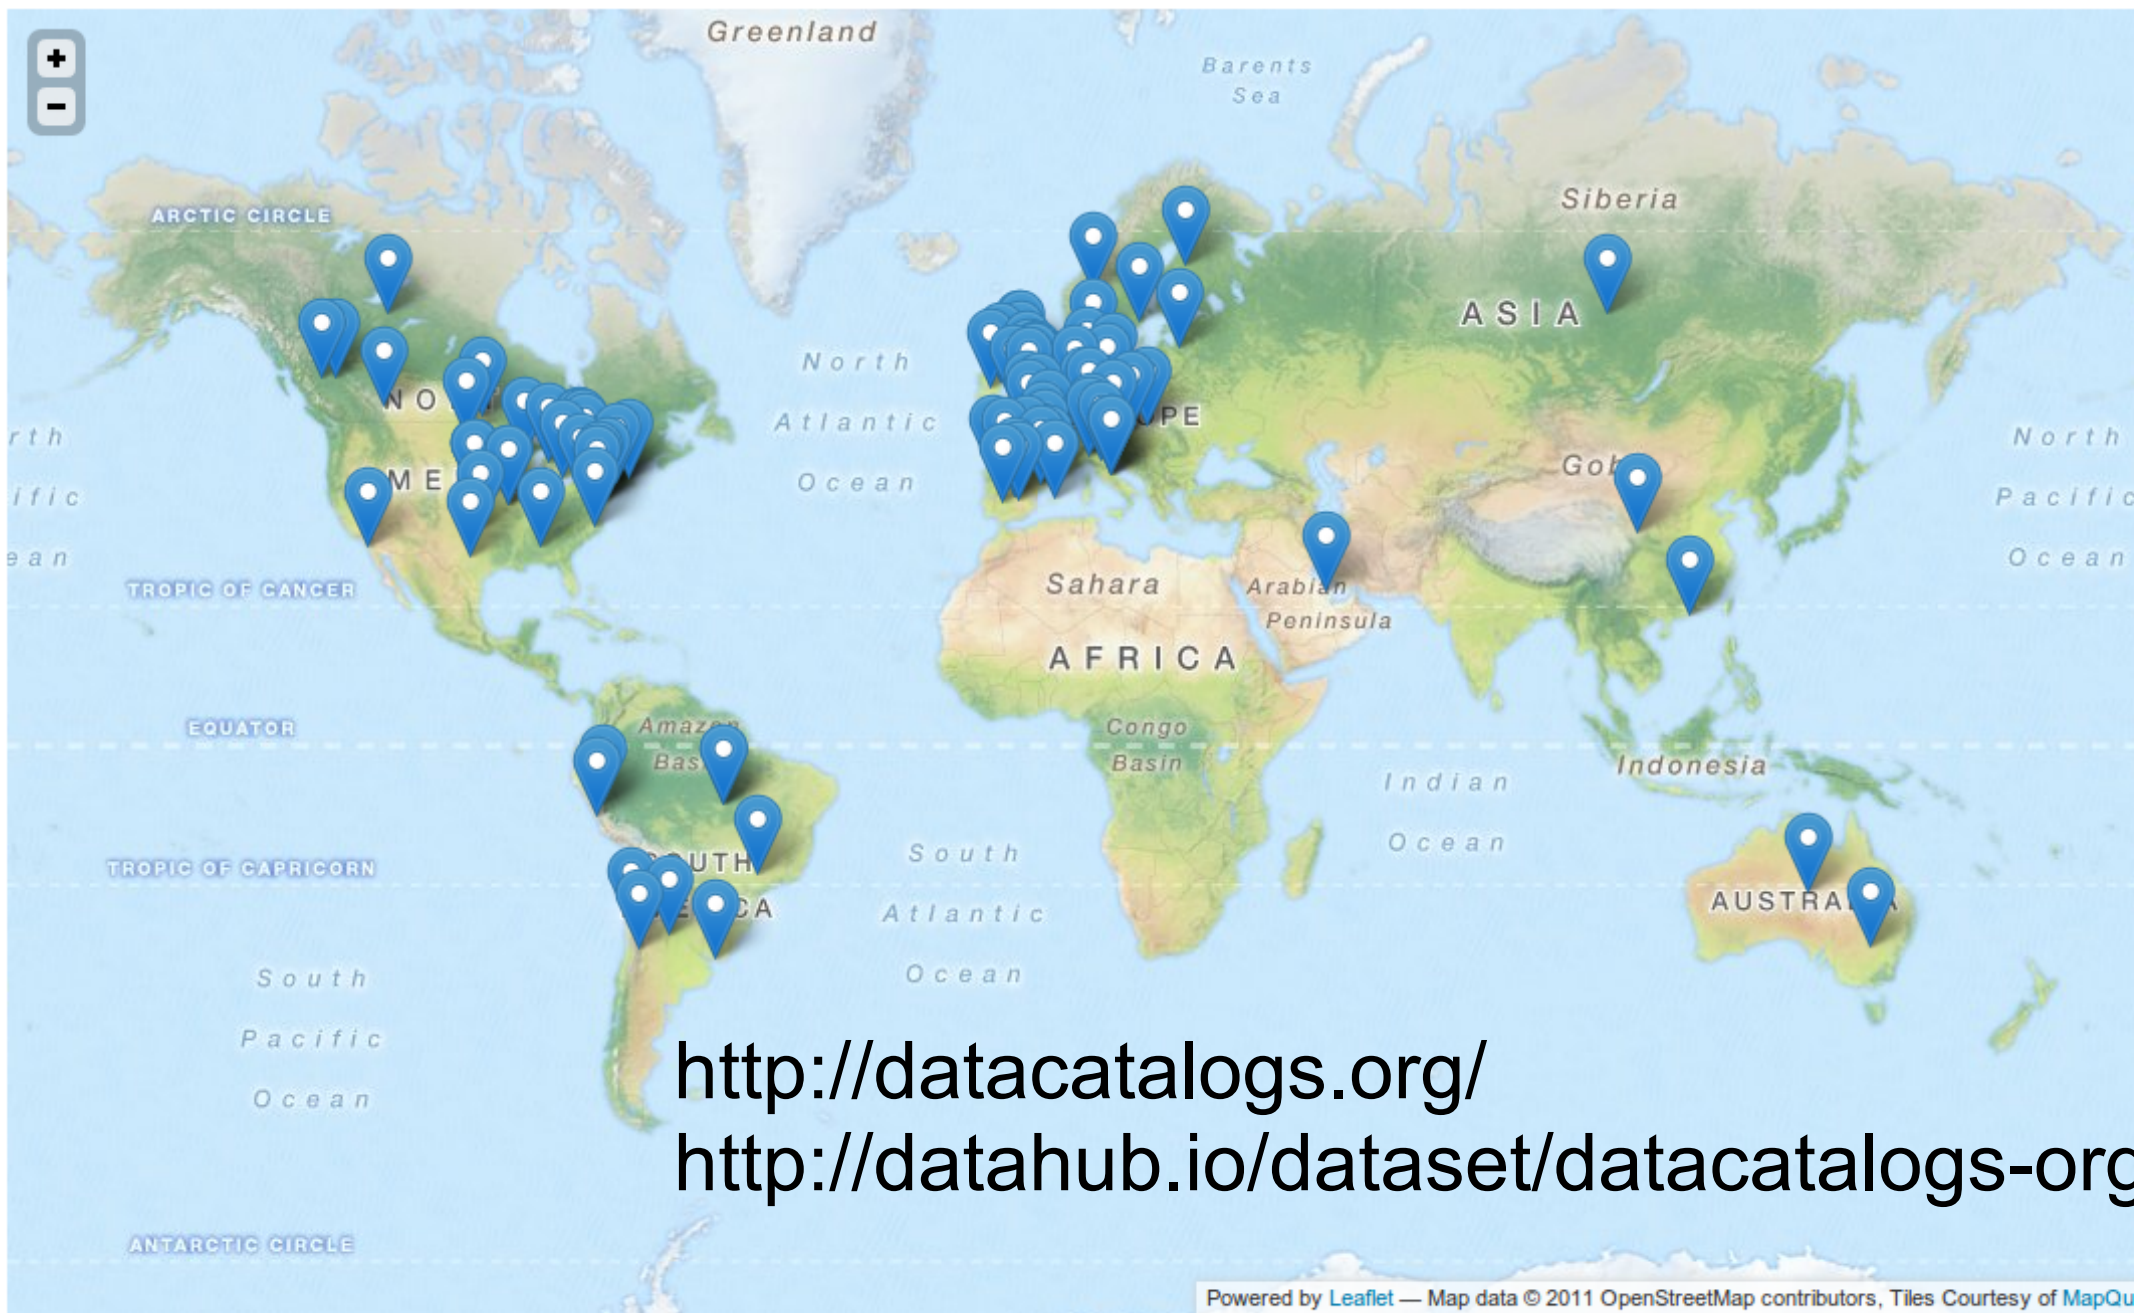 Greenland
Barents
Sea
ARCTIC CIRCLE
Siberia
ASIA
North
Atlantic
Ocean
North
Pacific
Ocean
TROPIC OF CANCER
Sahara
Arabian
Peninsula
AFRICA
EQUATOR
Congo
Basin
Indonesia
Indian
Ocean
TROPIC OF CAPRICORN
South
Atlantic
Ocean
South
Pacific
Ocean
http://datacatalogs.org/
http://datahub.io/dataset/datacatalogs-org
ANTARCTIC CIRCLE
Powered by Leaflet — Map data © 2011 OpenStreetMap contributors, Tiles Courtesy of MapQu